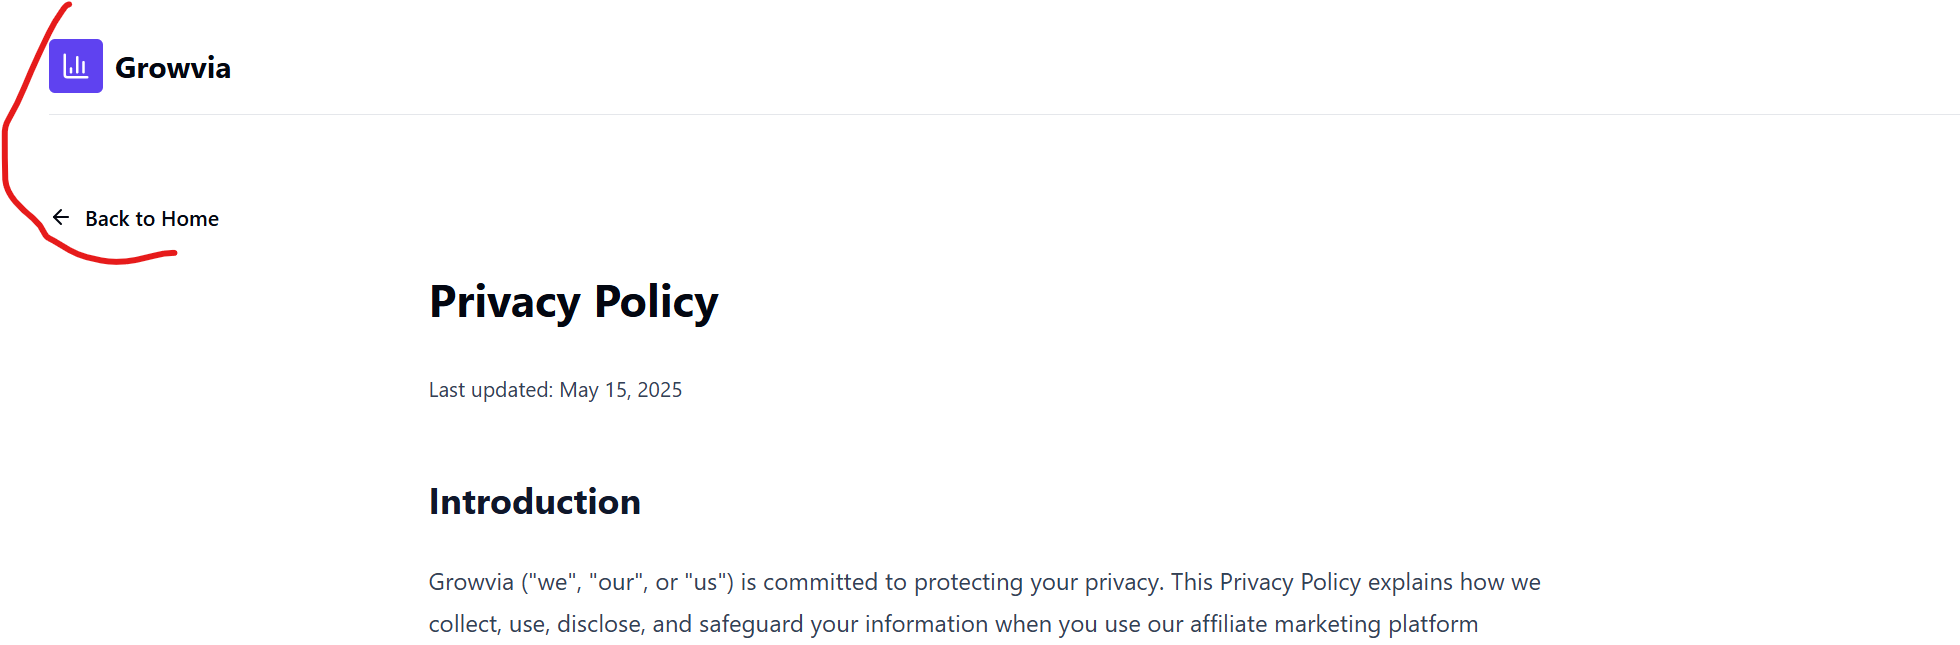 Growvia
Back to Home
Privacy Policy
Last updated: May 15, 2025
Introduction
Growvia ("we", "our", or "us") is committed to protecting your privacy. This Privacy Policy explains how we
collect, use, disclose, and safeguard your information when you use our affiliate marketing platform